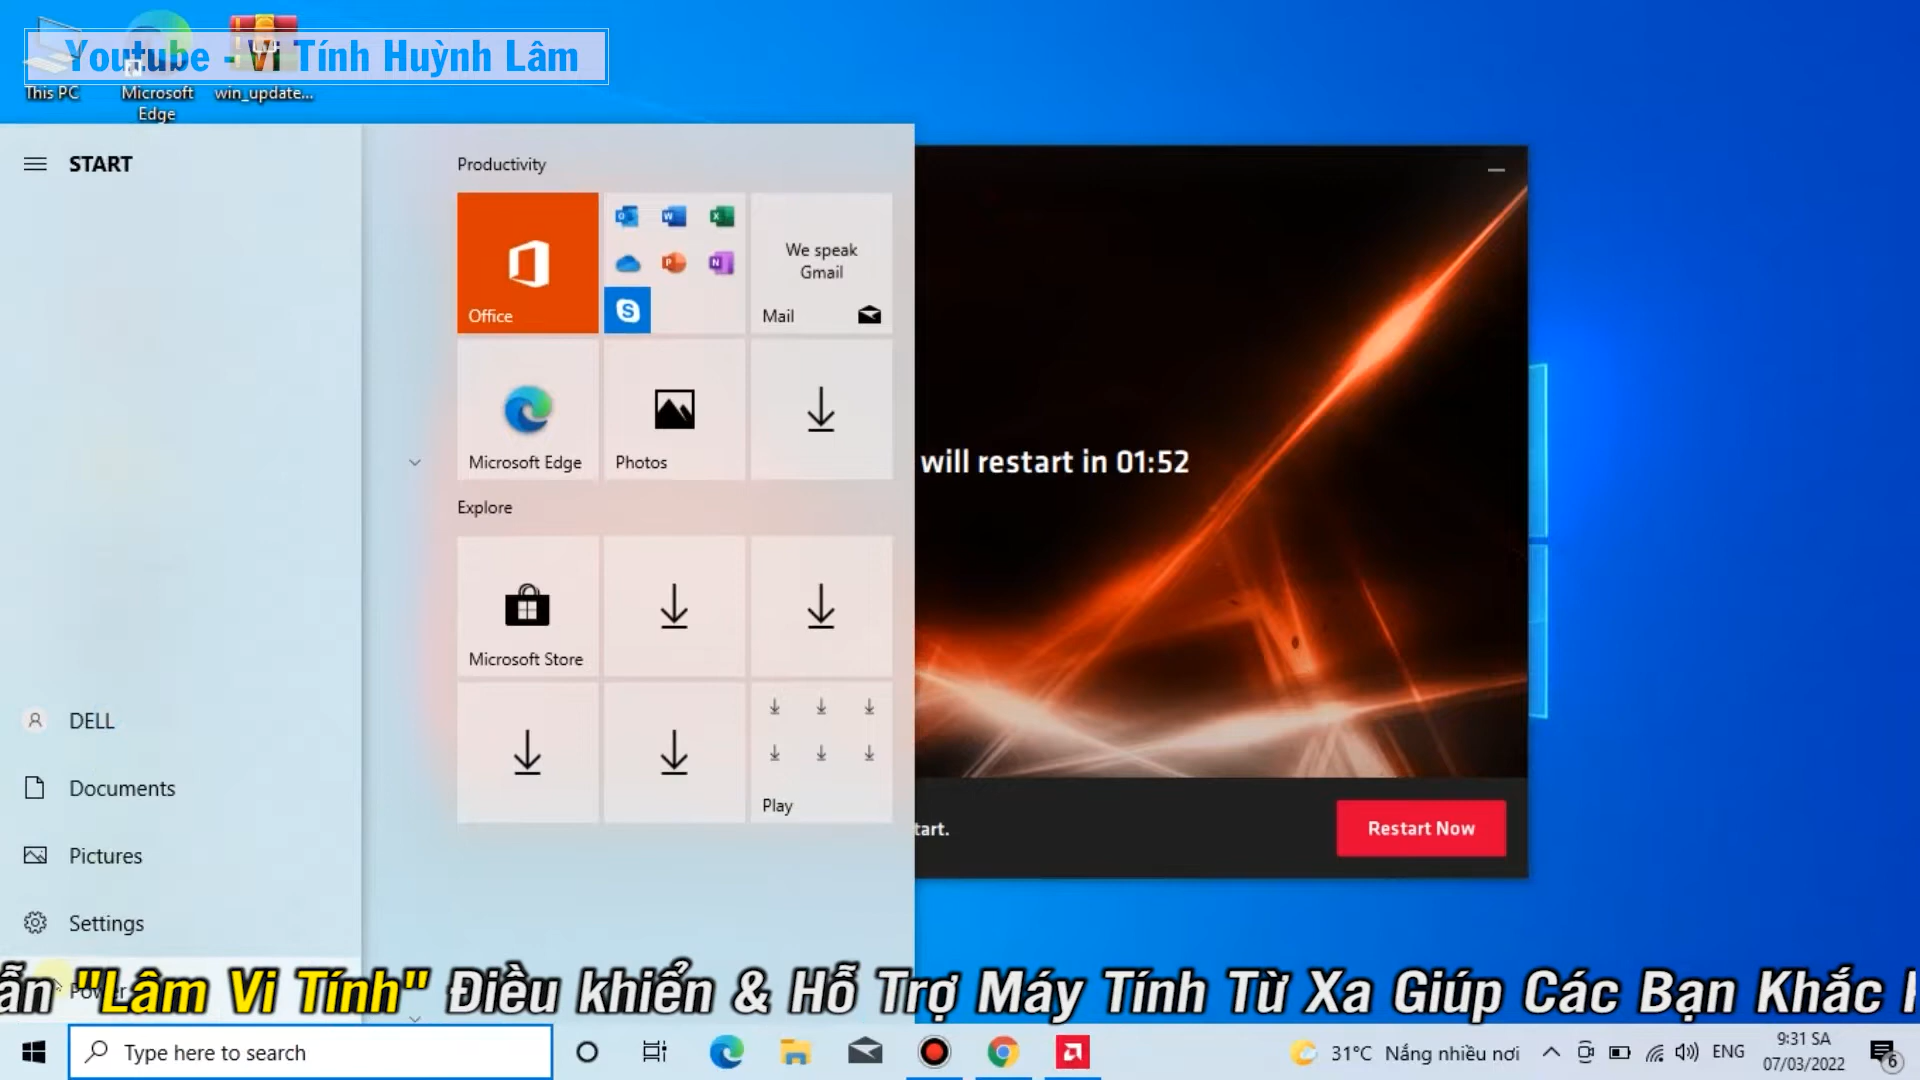 Youtube - Vi Tính Huỳnh Lâm
This PC
Microsoft Edge
win_update...
START
Productivity
Office
We speak
Gmail
Mail
Microsoft Edge
Photos
Explore
Microsoft Store
Play
will restart in 01:52
tart.
Restart Now
DELL
Documents
Pictures
Settings
Power
ẫn "Lâm Vi Tính" Điều khiển & Hỗ Trợ Máy Tính Từ Xa Giúp Các Bạn Khắc
Type here to search
31°C Nắng nhiều nơi
ENG
9:31 SA
07/03/2022
6